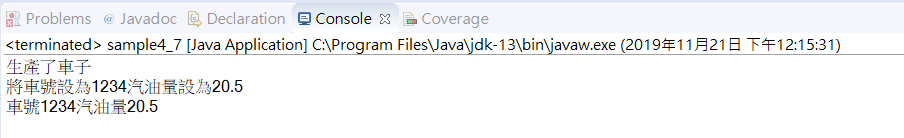 Problems @ Javadoc Declaration Console Coverage
<terminated> sample4_7 [Java Application] C:\Program Files\Java\jdk-13\bin\javaw.exe (2019年11月21日 下午12:15:31)
生產了車子
將車號設為1234汽油量設為20.5
車號1234汽油量20.5